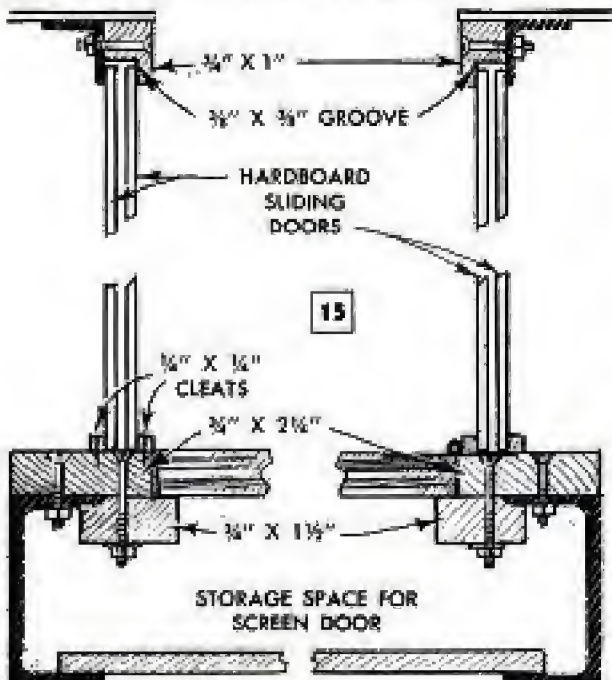 ¾" X 1"
⅜" X ⅜" GROOVE
HARDBOARD
SLIDING
DOORS
15
¼" X ¼"
CLEATS
¾" X 2¼"
¾" X 1½"
STORAGE SPACE FOR
SCREEN DOOR